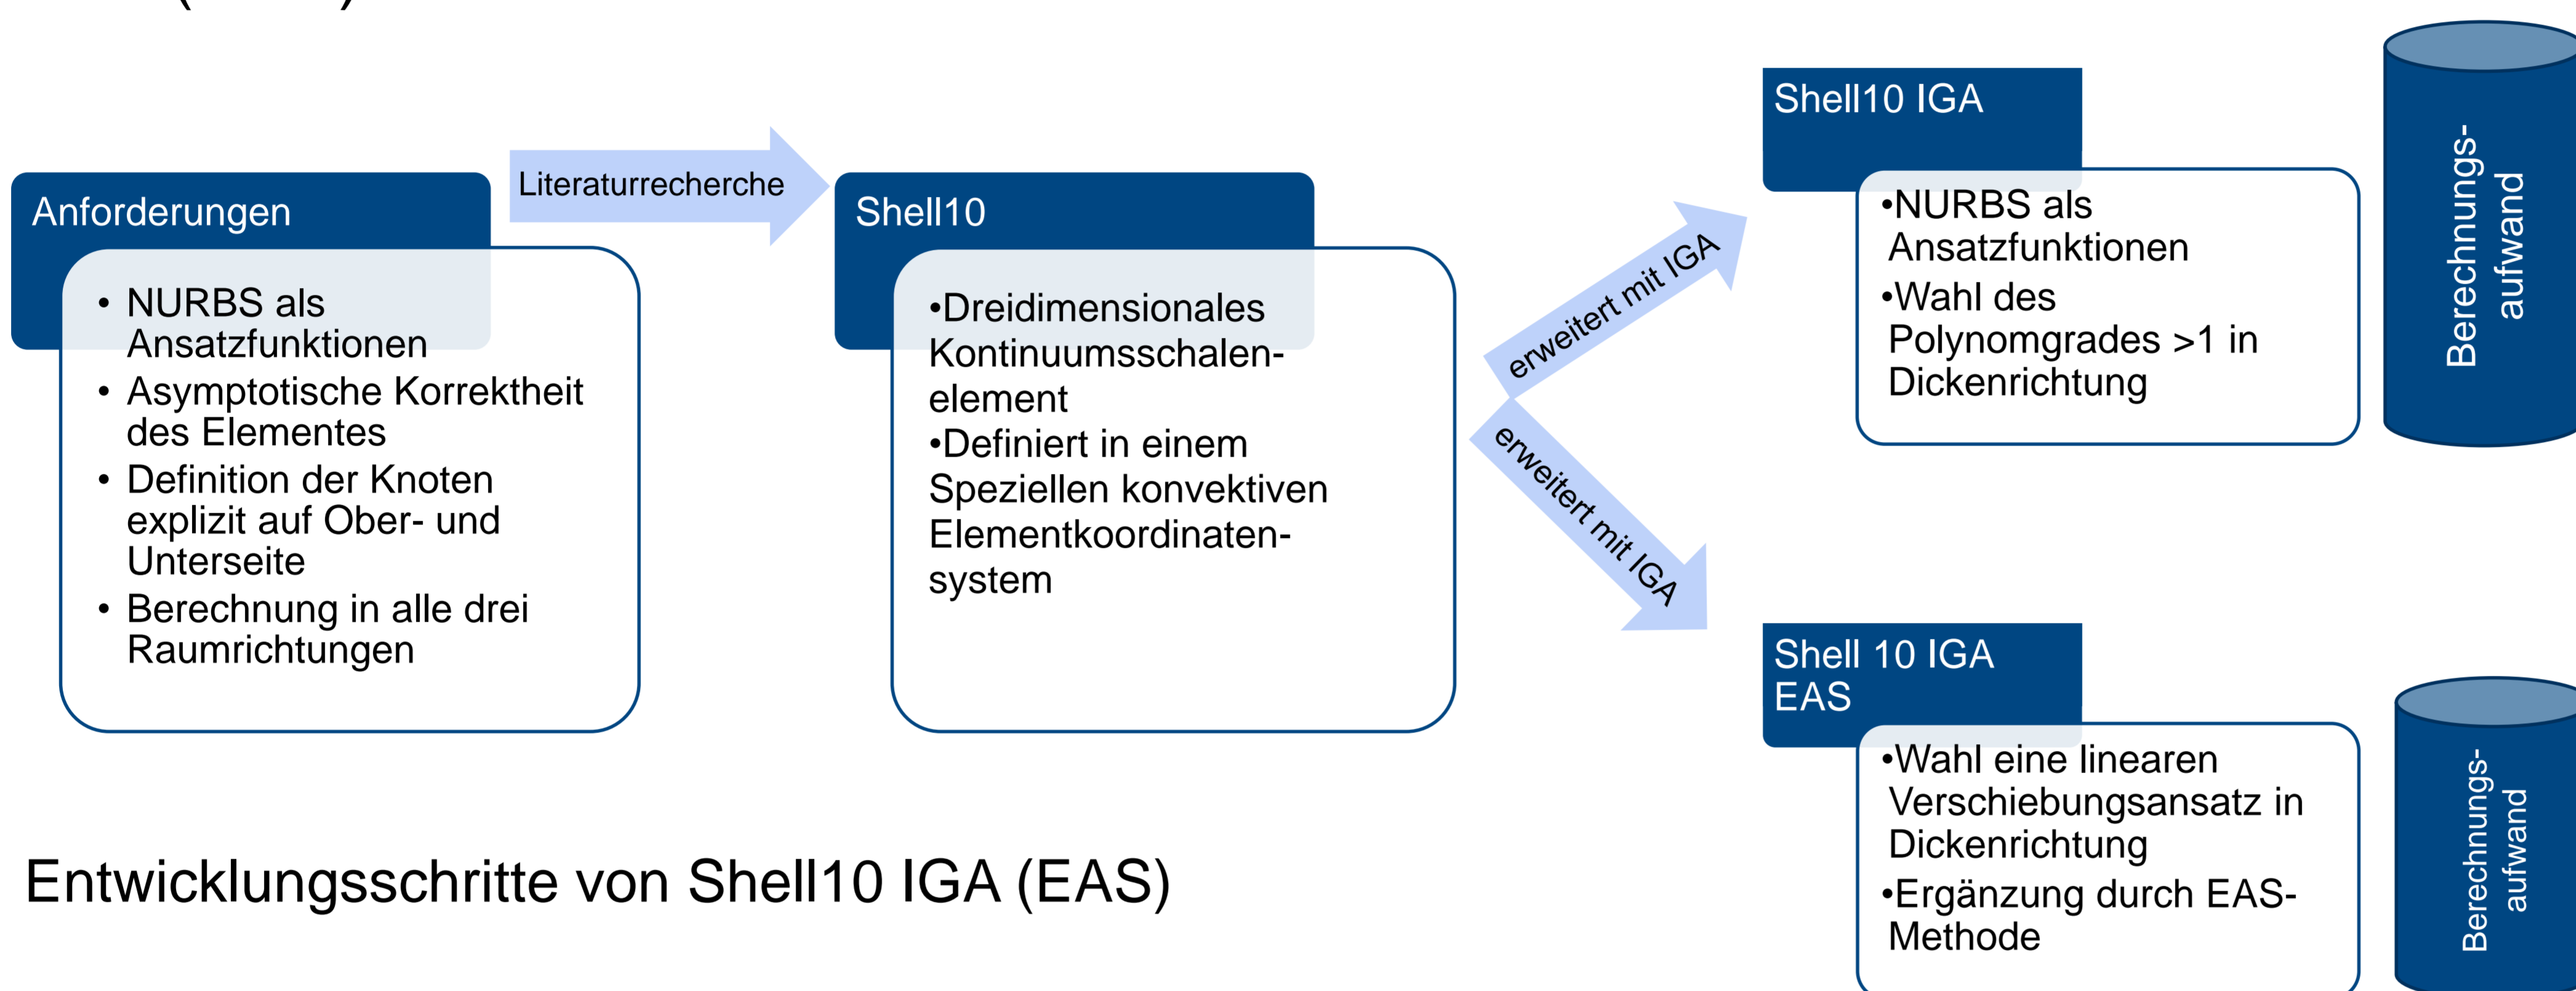 Anforderungen
• NURBS als
Ansatzfunktionen
• Asymptotische Korrektheit
des Elementes
• Definition der Knoten
explizit auf Ober- und
Unterseite
• Berechnung in alle drei
Raumrichtungen
Literaturrecherche
Shell10
•Dreidimensionales
Kontinuumsschalen-
element
•Definiert in einem
Speziellen konvektiven
Elementkoordinaten-
system
erweitert mit IGA
erweitert mit IGA
Shell10 IGA
•NURBS als
Ansatzfunktionen
•Wahl des
Polynomgrades >1 in
Dickenrichtung
Berechnungs-
aufwand
Shell 10 IGA
EAS
•Wahl eine linearen
Verschiebungsansatz in
Dickenrichtung
•Ergänzung durch EAS-
Methode
Berechnungs-
aufwand
Entwicklungsschritte von Shell10 IGA (EAS)